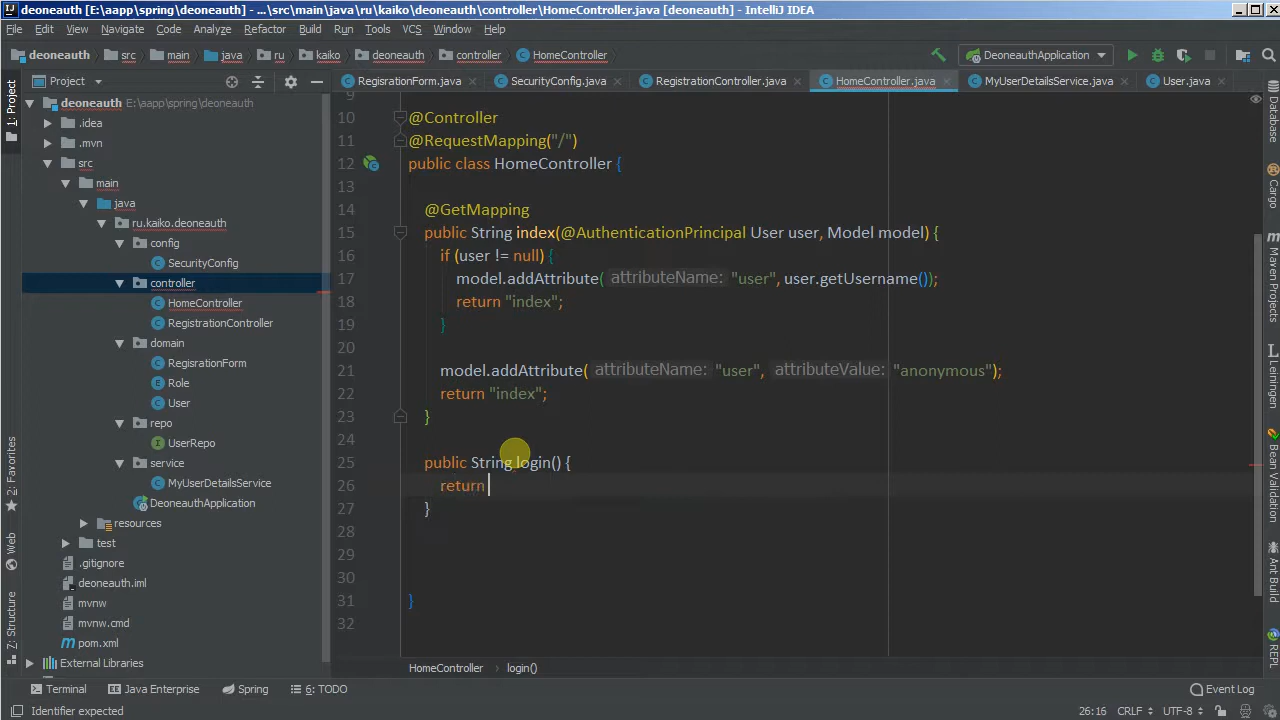 deoneauth [E:\aapp\spring\deoneauth] - ...\src\main\java\ru\kaiko\deoneauth\controller\HomeController.java [deoneauth] - IntelliJ IDEA
File Edit View Navigate Code Analyze Refactor Build Run Tools VCS Window Help
deoneauth src main java ru kaiko deoneauth controller HomeController DeoneauthApplication
Project
RegisrationForm.java SecurityConfig.java RegistrationController.java HomeController.java MyUserDetailsService.java User.java
1: Project
7: Structure
Web
2: Favorites
deoneauth E:\aapp\spring\deoneauth
.idea
.mvn
src
main
java
ru.kaiko.deoneauth
config
SecurityConfig
controller
HomeController
RegistrationController
domain
RegisrationForm
Role
User
repo
UserRepo
service
MyUserDetailsService
DeoneauthApplication
resources
test
.gitignore
deoneauth.iml
mvnw
mvnw.cmd
pom.xml
External Libraries
9
10 @Controller
11 @RequestMapping("/")
12 public class HomeController {
13
14 @GetMapping
15 public String index(@AuthenticationPrincipal User user, Model model) {
16 if (user != null) {
17 model.addAttribute( attributeName: "user", user.getUsername());
18 return "index";
19 }
20
21 model.addAttribute( attributeName: "user", attributeValue: "anonymous");
22 return "index";
23 }
24
25 public String login() {
26 return
27 }
28
29
30
31 }
32
HomeController › login()
Database
Cargo
Maven Projects
Leiningen
Bean Validation
Ant Build
REPL
Terminal Java Enterprise Spring 6: TODO Event Log
Identifier expected 26:16 CRLF UTF-8